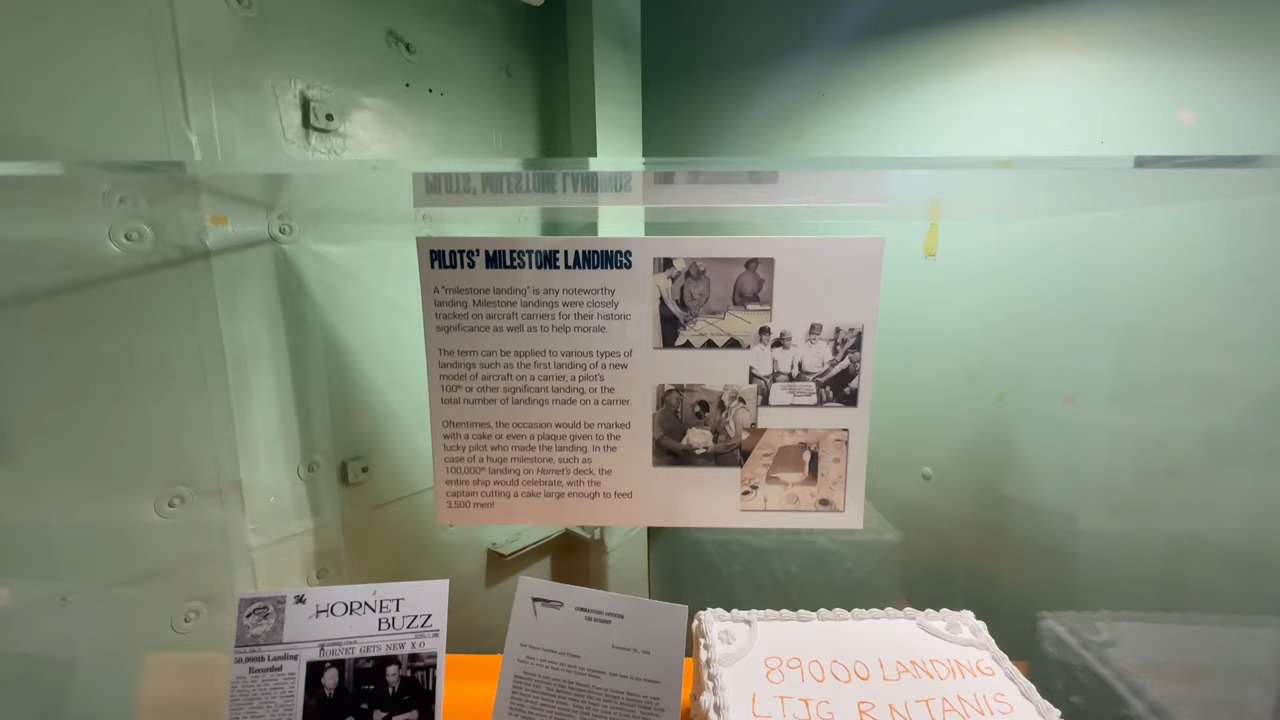 PILOTS' MILESTONE LANDINGS
A "milestone landing" is any noteworthy
landing. Milestone landings were closely
tracked on aircraft carriers for their historic
significance as well as to help morale.
The term can be applied to various types of
landings such as the first landing of a new
model of aircraft on a carrier, a pilot's
100th or other significant landing, or the
total number of landings made on a carrier.
Oftentimes, the occasion would be marked
with a cake or even a plaque given to the
lucky pilot who made the landing. In the
case of a huge milestone, such as
100,000th landing on Hornet's deck, the
entire ship would celebrate, with the
captain cutting a cake large enough to feed
3,500 men!
The HORNET
BUZZ
HORNET GETS NEW X O
50,000th Landing
Recorded
COMMANDING OFFICER
USS HORNET
89000 LANDING
LTJG R N JANIS